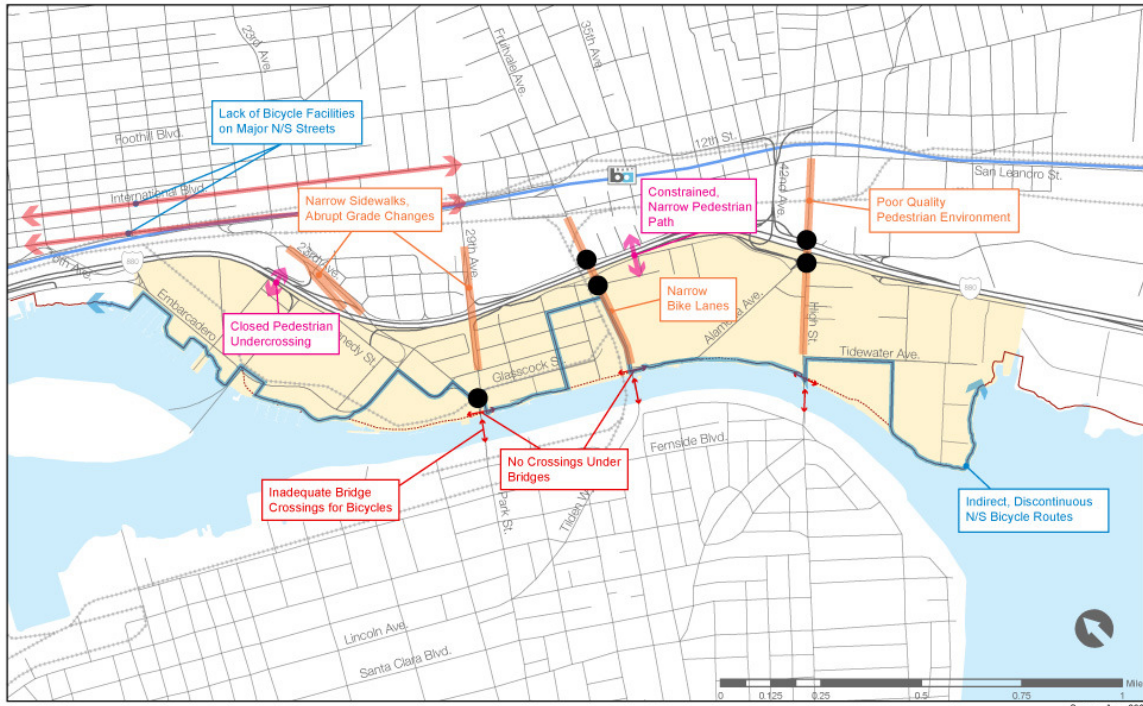 23rd Ave.
Fruitvale Ave.
35th Ave.
Lack of Bicycle Facilities
on Major N/S Streets
Foothill Blvd.
12th St.
ba
San Leandro St.
International Blvd.
Narrow Sidewalks,
Abrupt Grade Changes
Constrained,
Narrow Pedestrian
Path
42nd Ave.
Poor Quality
Pedestrian Environment
23rd Ave.
29th Ave.
880
880
Embarcadero
Closed Pedestrian
Undercrossing
Narrow
Bike Lanes
Alameda Ave.
High St.
Tidewater Ave.
Glasscock St.
Fernside Blvd.
No Crossings Under
Bridges
Inadequate Bridge
Crossings for Bicycles
Park St.
Indirect, Discontinuous
N/S Bicycle Routes
Lincoln Ave.
Santa Clara Blvd.
Mile
0 0.125 0.25 0.5 0.75 1